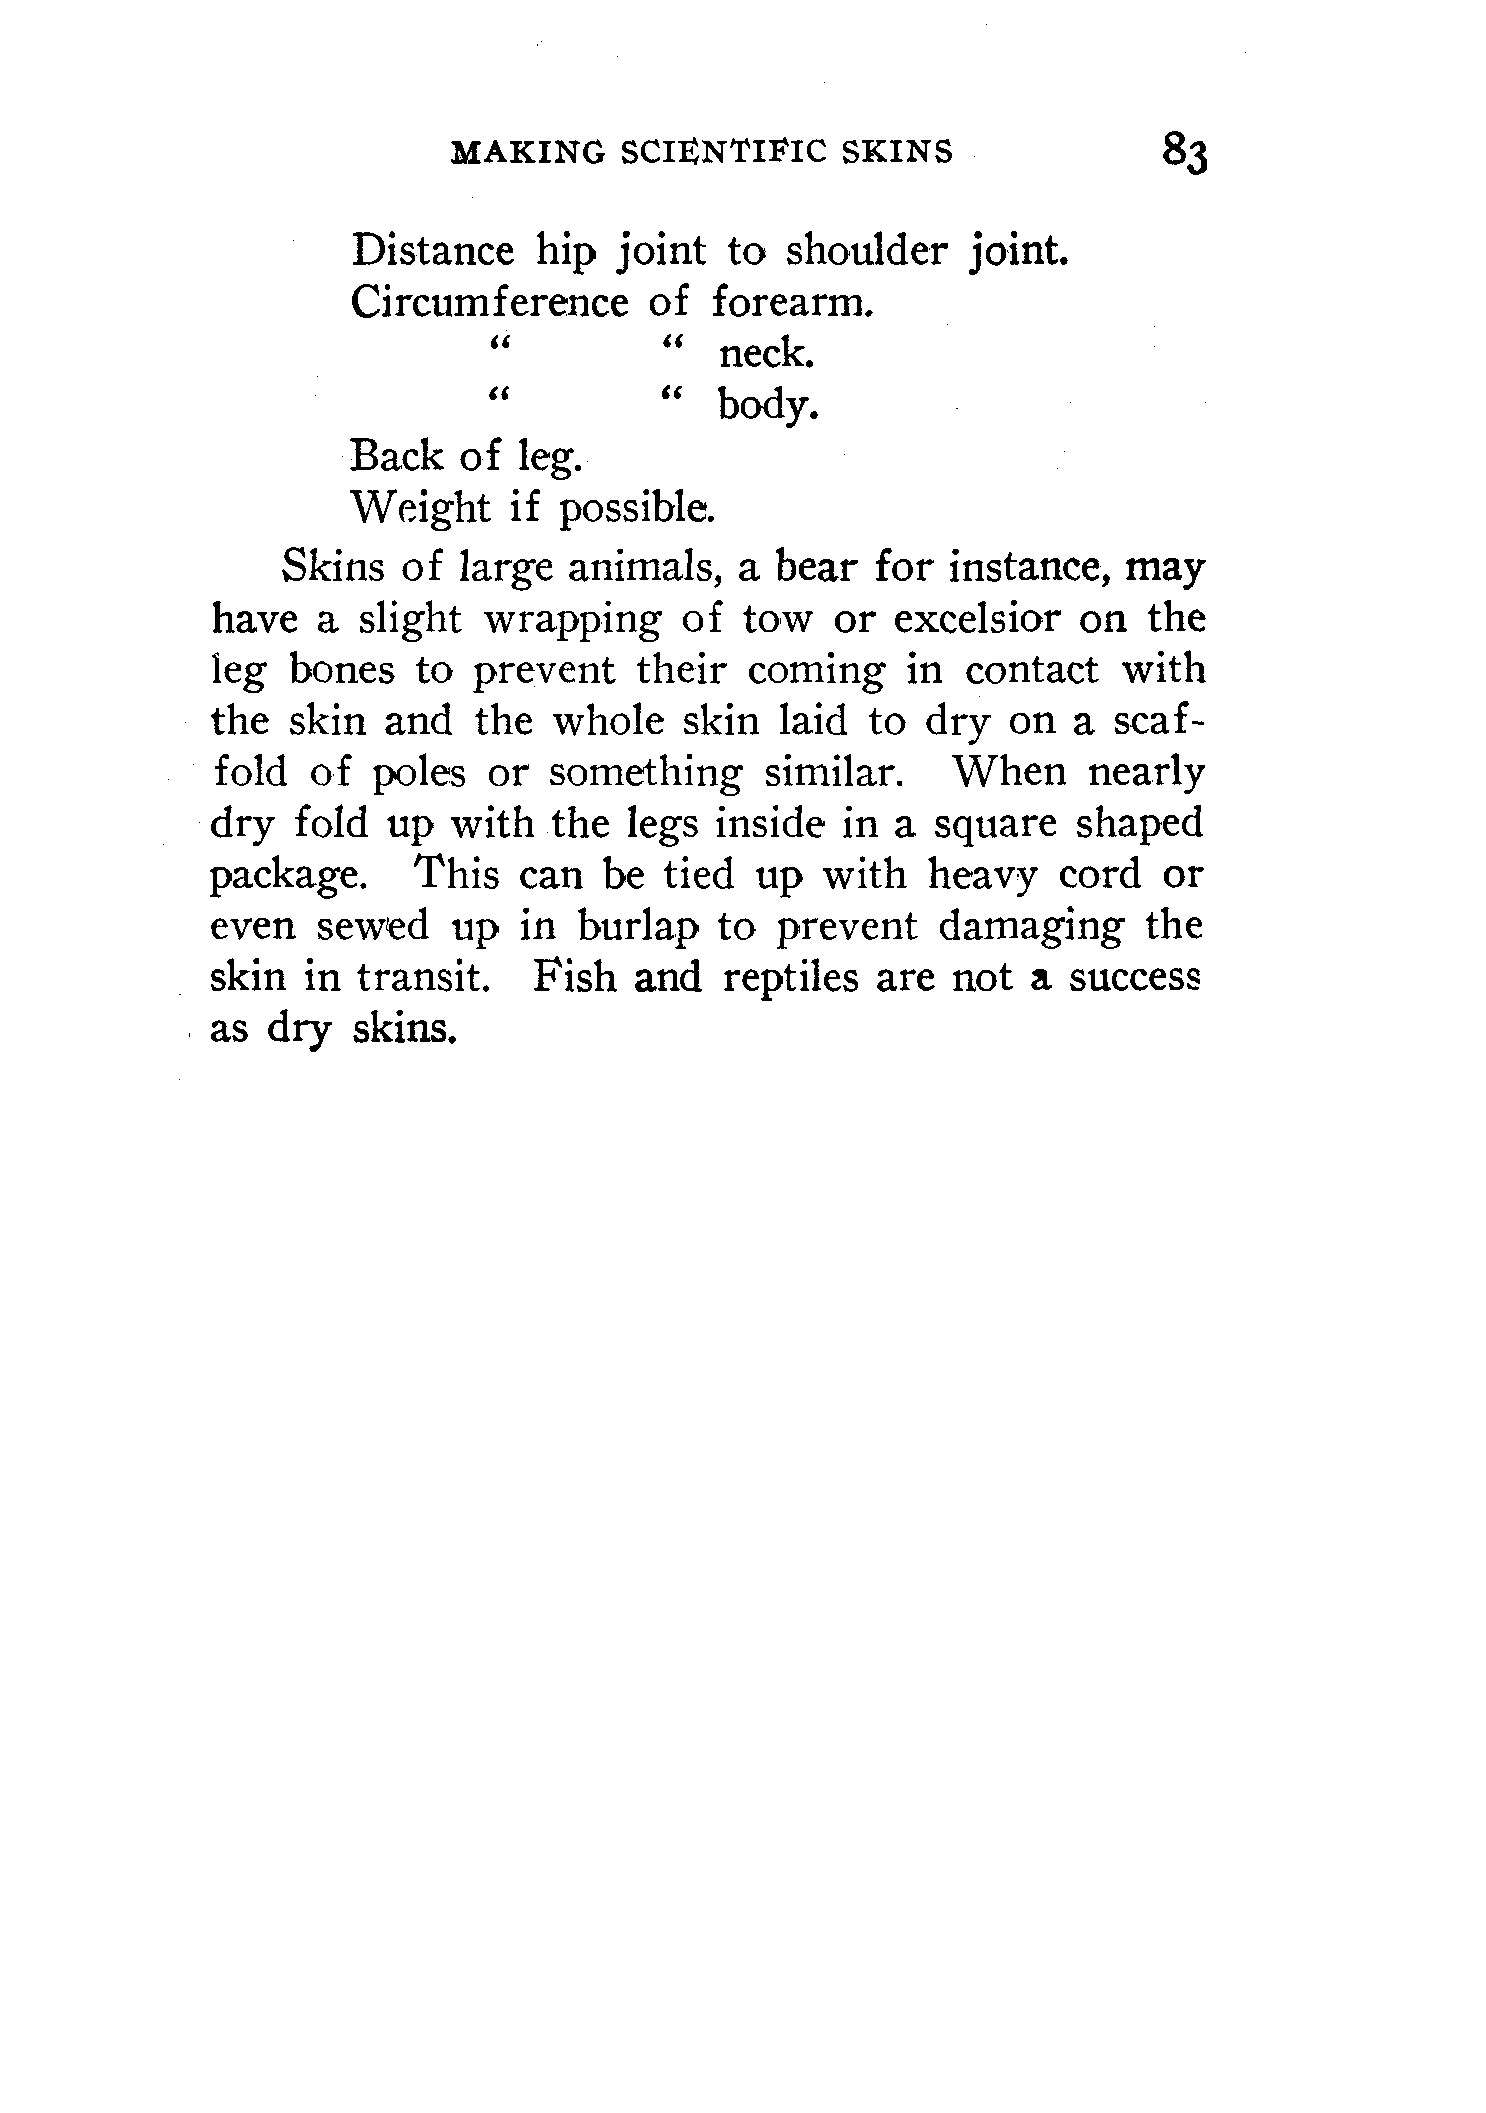 MAKING SCIENTIFIC SKINS 83
Distance hip joint to shoulder joint.
Circumference of forearm.
“ “ neck.
“ “ body.
Back of leg.
Weight if possible.
Skins of large animals, a bear for instance, may
have a slight wrapping of tow or excelsior on the
leg bones to prevent their coming in contact with
the skin and the whole skin laid to dry on a scaf-
fold of poles or something similar. When nearly
dry fold up with the legs inside in a square shaped
package. This can be tied up with heavy cord or
even sewed up in burlap to prevent damaging the
skin in transit. Fish and reptiles are not a success
as dry skins.